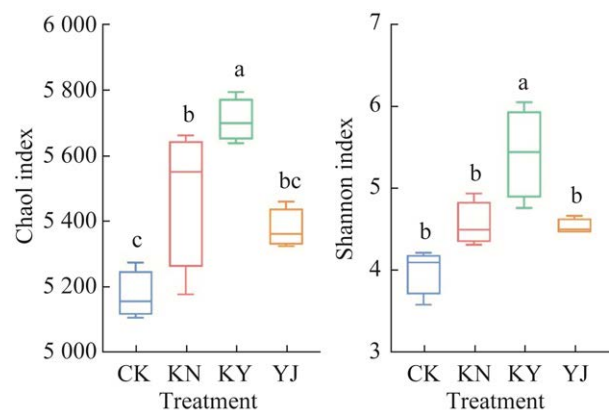 Chaol index
6 000
5 800
5 600
5 400
5 200
5 000
c
b
a
bc
CK KN KY YJ
Treatment
Shannon index
7
6
5
4
3
b
b
a
b
CK KN KY YJ
Treatment